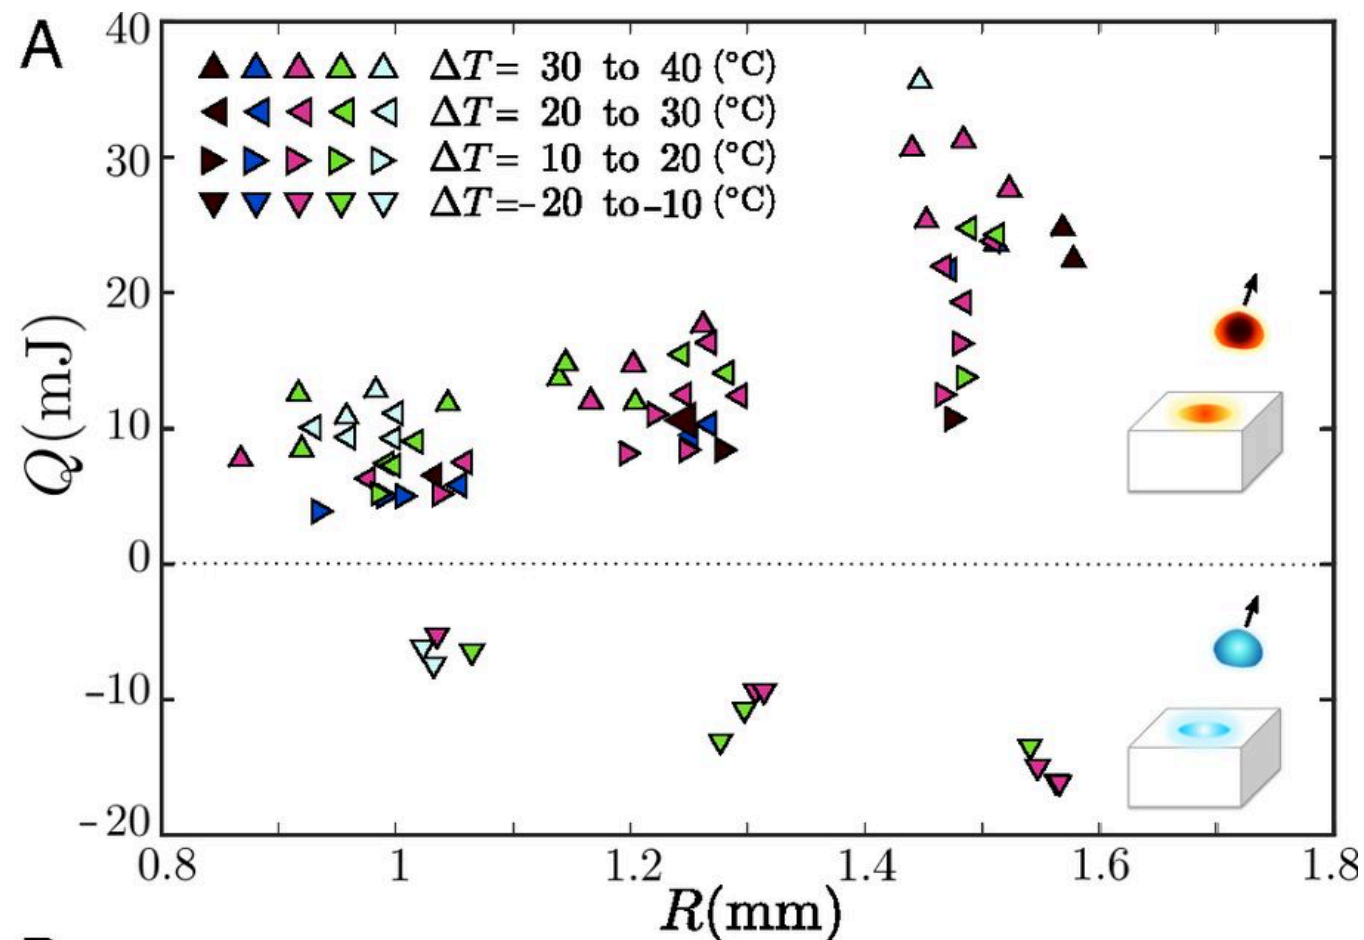 A
ΔT= 30 to 40 (°C)
ΔT= 20 to 30 (°C)
ΔT= 10 to 20 (°C)
ΔT=-20 to-10 (°C)
Q(mJ)
40
30
20
10
0
-10
-20
0.8 1 1.2 1.4 1.6 1.8
R(mm)